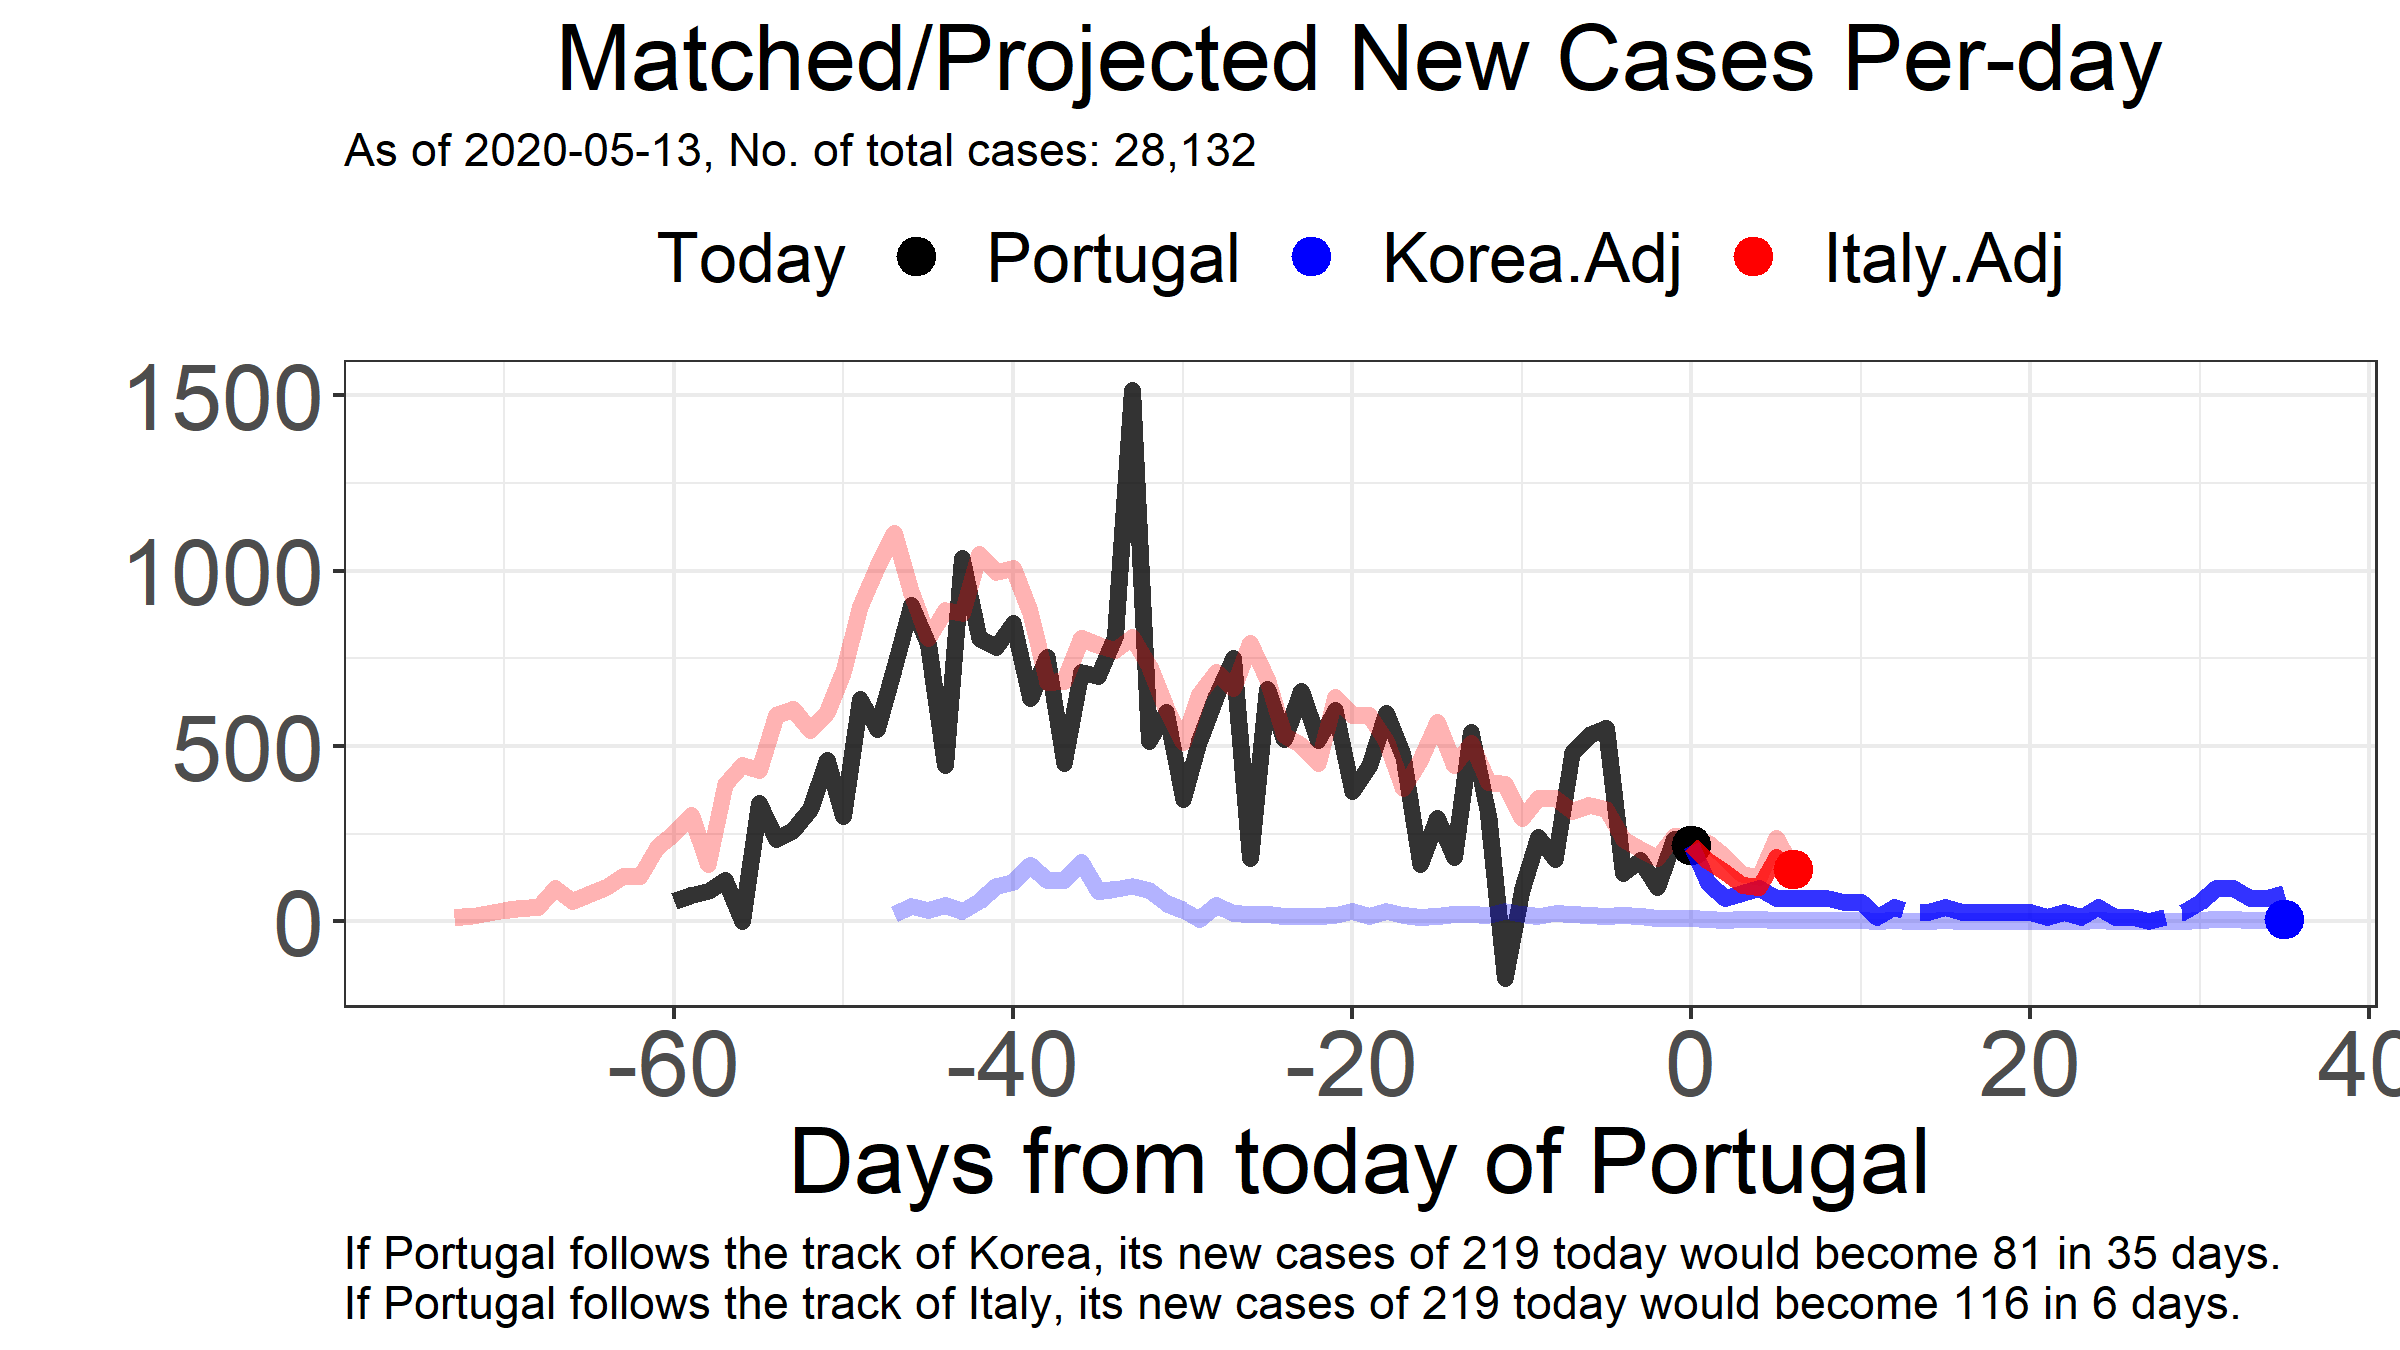 Matched/Projected New Cases Per-day
As of 2020-05-13, No. of total cases: 28,132
Today Portugal Korea.Adj Italy.Adj
1500
1000
500
0
-60 -40 -20 0 20 40
Days from today of Portugal
If Portugal follows the track of Korea, its new cases of 219 today would become 81 in 35 days.
If Portugal follows the track of Italy, its new cases of 219 today would become 116 in 6 days.